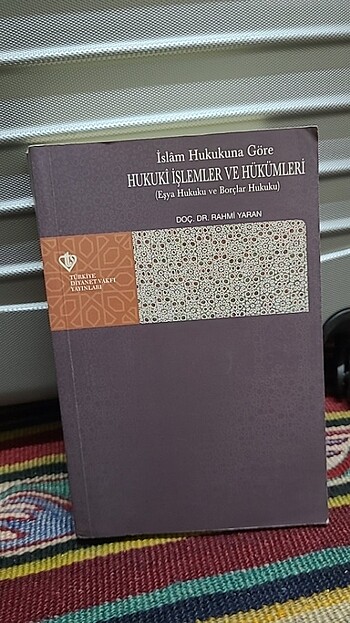 İslâm Hukukuna Göre
HUKUKİ İŞLEMLER VE HÜKÜMLERİ
(Eşya Hukuku ve Borçlar Hukuku)
DOÇ. DR. RAHMİ YARAN
TÜRKİYE
DİYANET VAKFI
YAYINLARI